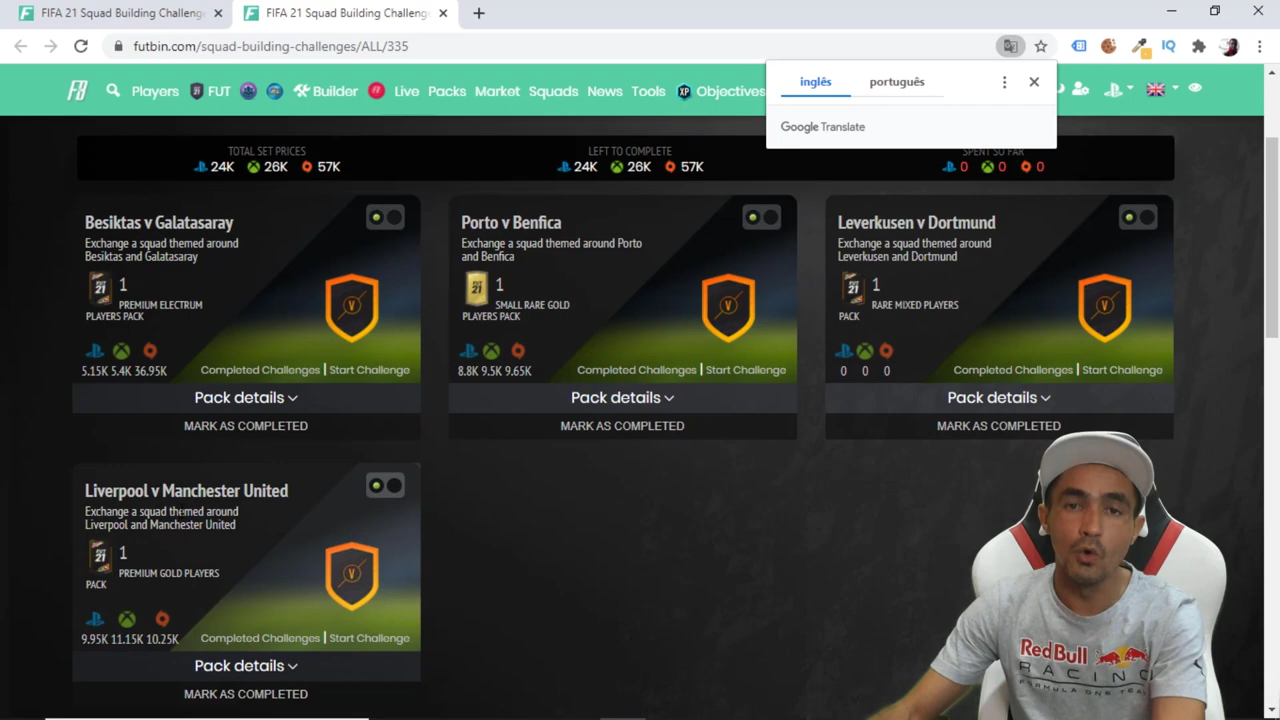 FIFA 21 Squad Building Challenge
FIFA 21 Squad Building Challenge
futbin.com/squad-building-challenges/ALL/335
IQ
Players FUT Builder Live Packs Market Squads News Tools XP Objectives
inglês português
Google Translate
TOTAL SET PRICES
24K 26K 57K
LEFT TO COMPLETE
24K 26K 57K
SPENT SO FAR
0 0 0
Besiktas v Galatasaray
Exchange a squad themed around
Besiktas and Galatasaray
21
1
PREMIUM ELECTRUM
PLAYERS PACK
V
5.15K 5.4K 36.95K
Completed Challenges | Start Challenge
Pack details
MARK AS COMPLETED
Porto v Benfica
Exchange a squad themed around Porto
and Benfica
21
1
SMALL RARE GOLD
PLAYERS PACK
V
8.8K 9.5K 9.65K
Completed Challenges | Start Challenge
Pack details
MARK AS COMPLETED
Leverkusen v Dortmund
Exchange a squad themed around
Leverkusen and Dortmund
21
1
RARE MIXED PLAYERS
PACK
V
0 0 0
Completed Challenges | Start Challenge
Pack details
MARK AS COMPLETED
Liverpool v Manchester United
Exchange a squad themed around
Liverpool and Manchester United
21
1
PREMIUM GOLD PLAYERS
PACK
V
9.95K 11.15K 10.25K
Completed Challenges | Start Challenge
Pack details
MARK AS COMPLETED
Red Bull
RACING
FORMULA ONE TEAM